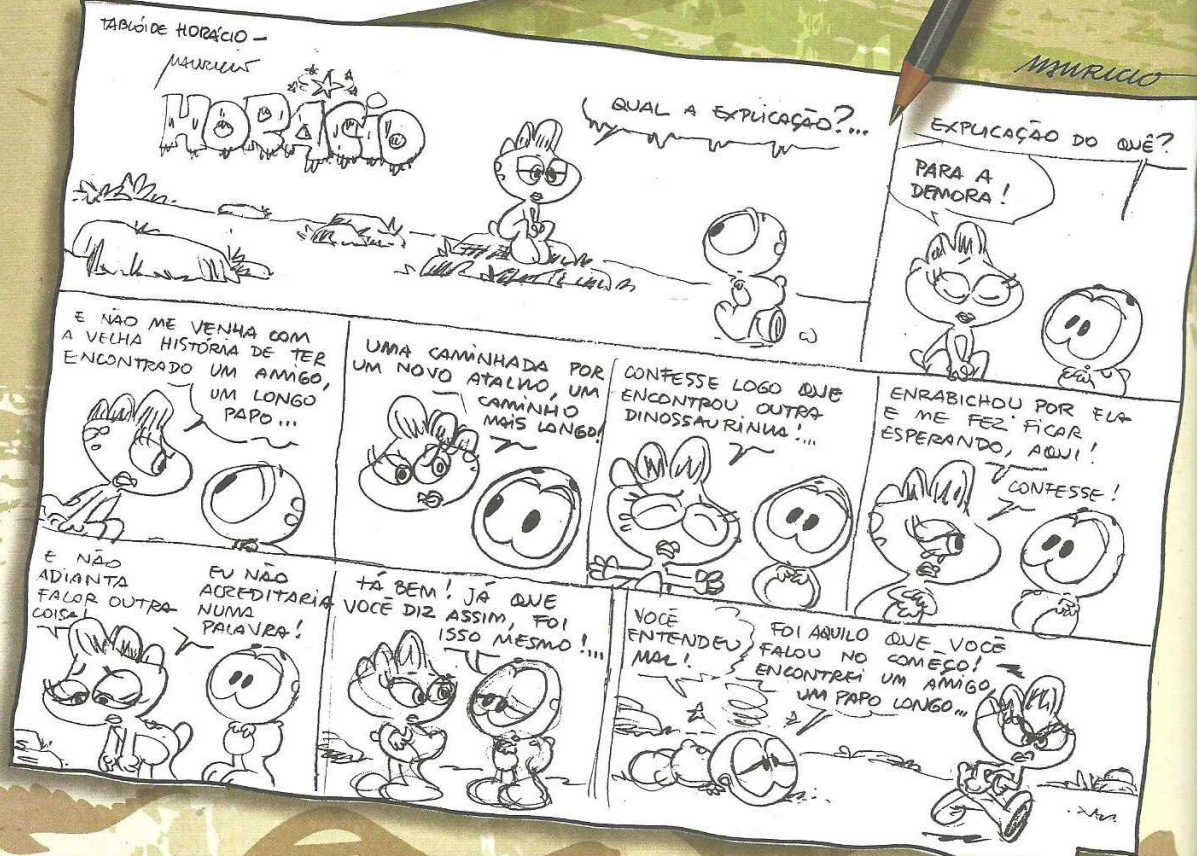 TABLÓIDE HORÁCIO -
MAURICIO
HORÁCIO
QUAL A EXPLICAÇÃO?...
MAURICIO
EXPLICAÇÃO DO QUÊ?
PARA A
DEMORA!
E NÃO ME VENHA COM
A VELHA HISTÓRIA DE TER
ENCONTRADO UM AMIGO,
UM LONGO
PAPO...
UMA CAMINHADA POR
UM NOVO ATALHO, UM
CAMINHO
MAIS LONGO!
CONFESSE LOGO QUE
ENCONTROU OUTRA
DINOSSAURINHA!...
ENRABICHOU POR ELA
E ME FEZ FICAR
ESPERANDO, AQUI!
CONFESSE!
E NÃO
ADIANTA
FALAR OUTRA
COISA!
EU NÃO
ACREDITARIA
NUMA
PALAVRA!
TÁ BEM! JÁ QUE
VOCÊ DIZ ASSIM, FOI
ISSO MESMO!...
VOCÊ
ENTENDEU
MAL!
FOI AQUILO QUE VOCÊ
FALOU NO COMEÇO!
ENCONTREI UM AMIGO,
UM PAPO LONGO...